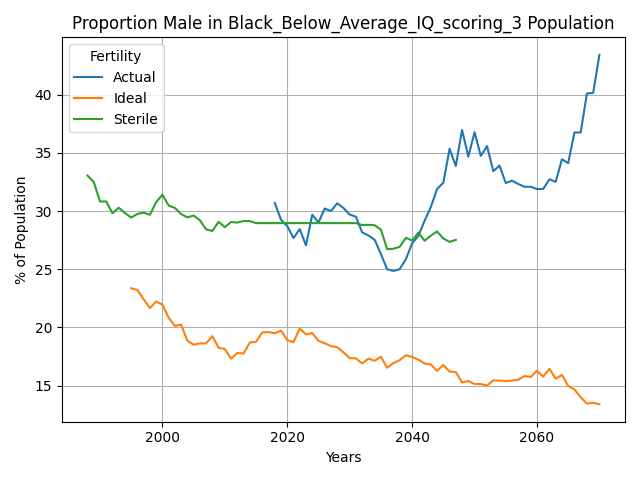 Proportion Male in Black_Below_Average_IQ_scoring_3 Population
Fertility
Actual
Ideal
Sterile
% of Population
40
35
30
25
20
15
2000
2020
2040
2060
Years